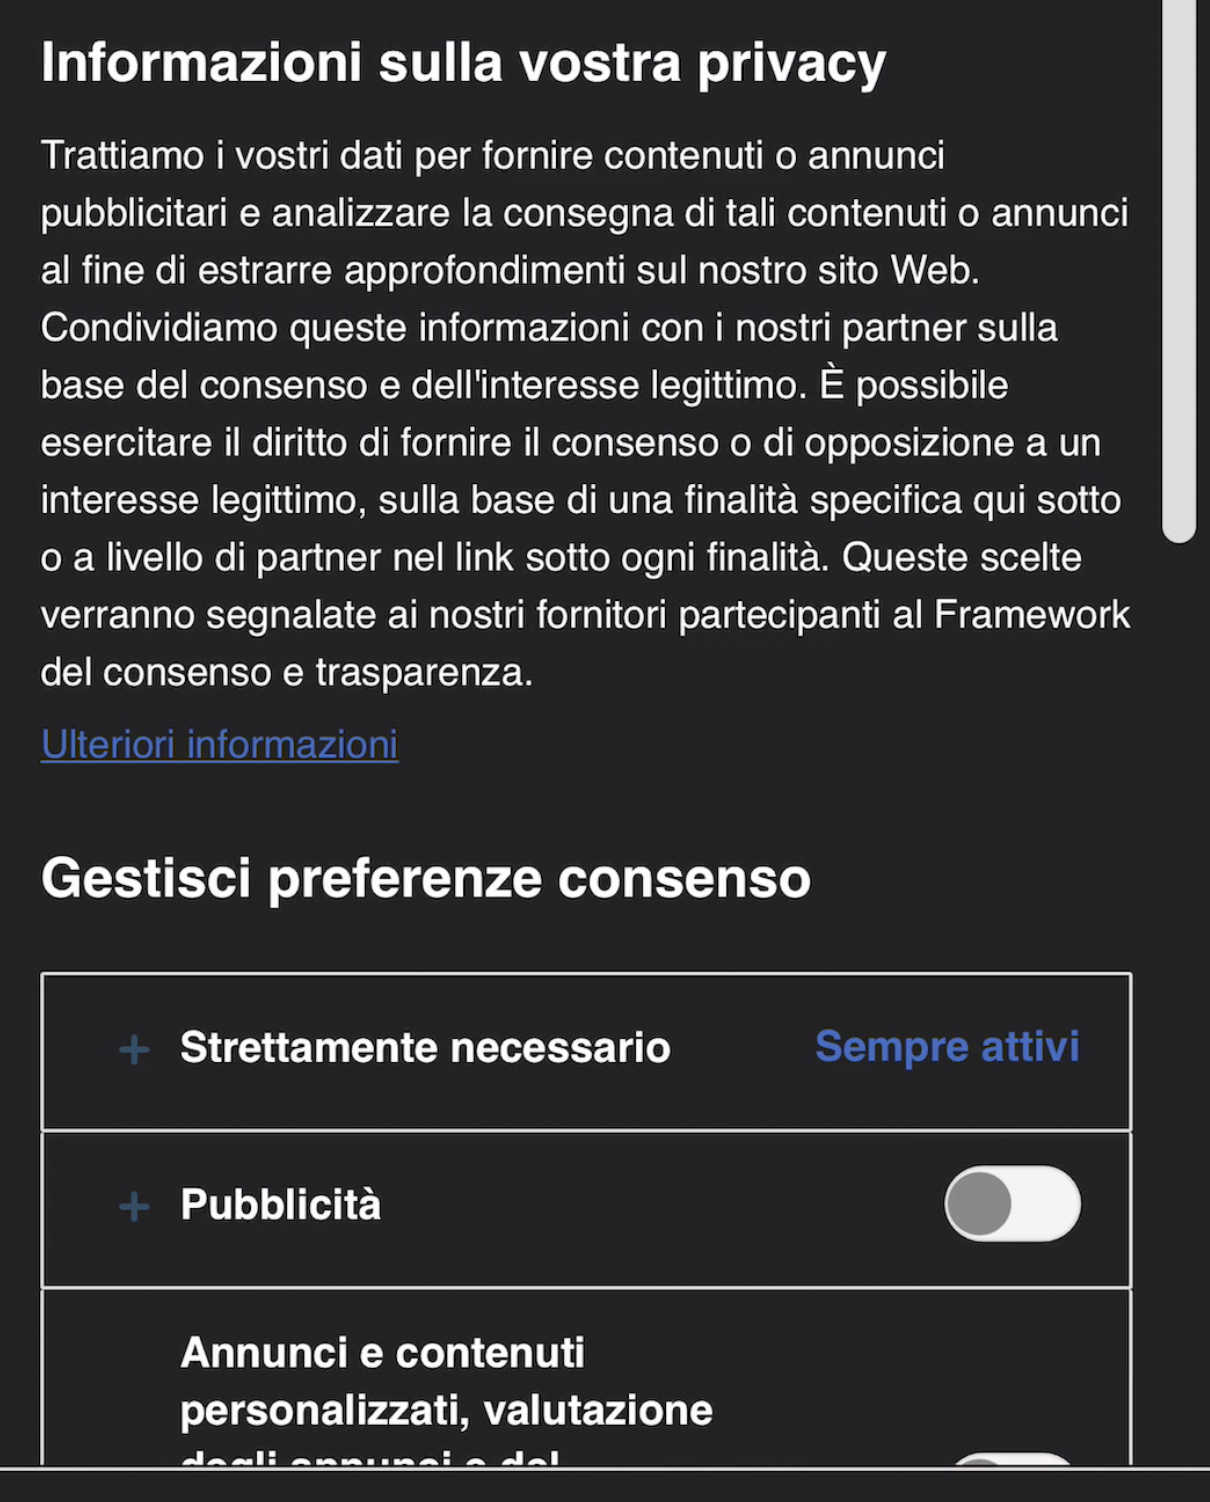 Informazioni sulla vostra privacy
Trattiamo i vostri dati per fornire contenuti o annunci
pubblicitari e analizzare la consegna di tali contenuti o annunci
al fine di estrarre approfondimenti sul nostro sito Web.
Condividiamo queste informazioni con i nostri partner sulla
base del consenso e dell'interesse legittimo. È possibile
esercitare il diritto di fornire il consenso o di opposizione a un
interesse legittimo, sulla base di una finalità specifica qui sotto
o a livello di partner nel link sotto ogni finalità. Queste scelte
verranno segnalate ai nostri fornitori partecipanti al Framework
del consenso e trasparenza.
Ulteriori informazioni
Gestisci preferenze consenso
+ Strettamente necessario Sempre attivi
+ Pubblicità
Annunci e contenuti
personalizzati, valutazione
degli annunci e del